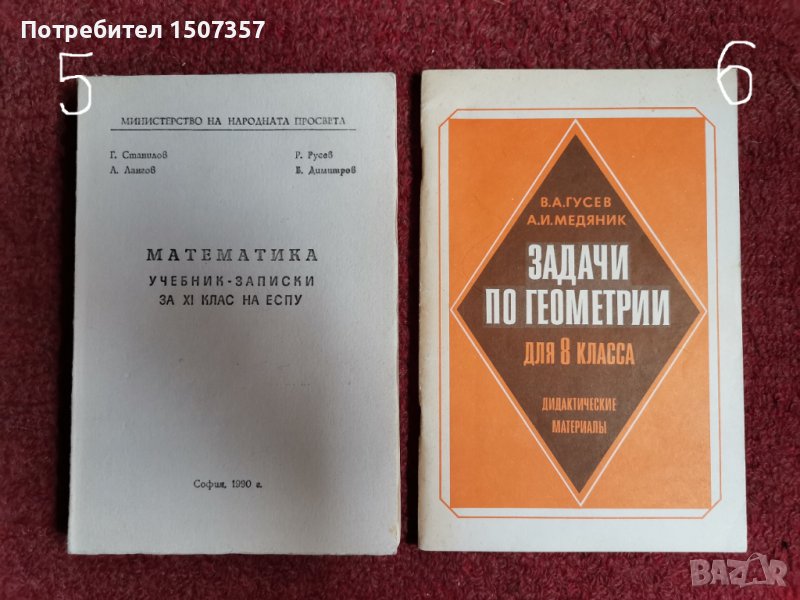 Потребител 1507357
5
МИНИСТЕРСТВО НА НАРОДНАТА ПРОСВЕТА
Г. Станилов Р. Русев
А. Лангов Б. Димитров
МАТЕМАТИКА
УЧЕБНИК-ЗАПИСКИ
ЗА XI КЛАС НА ЕСПУ
София, 1990 г.
6
В.А.ГУСЕВ
А.И.МЕДЯНИК
ЗАДАЧИ
ПО ГЕОМЕТРИИ
ДЛЯ 8 КЛАССА
ДИДАКТИЧЕСКИЕ
МАТЕРИАЛЫ
BAZAR